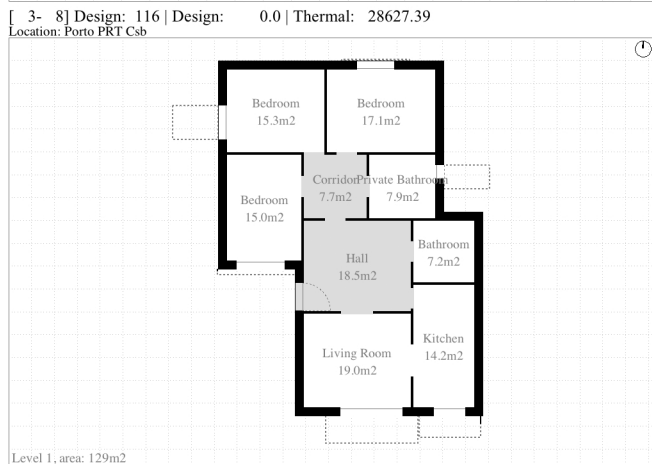 [ 3- 8] Design: 116 | Design: 0.0 | Thermal: 28627.39
Location: Porto PRT Csb
Bedroom
15.3m2
Bedroom
17.1m2
Corridor
7.7m2
Private Bathroom
7.9m2
Bedroom
15.0m2
Bathroom
7.2m2
Hall
18.5m2
Kitchen
14.2m2
Living Room
19.0m2
Level 1, area: 129m2